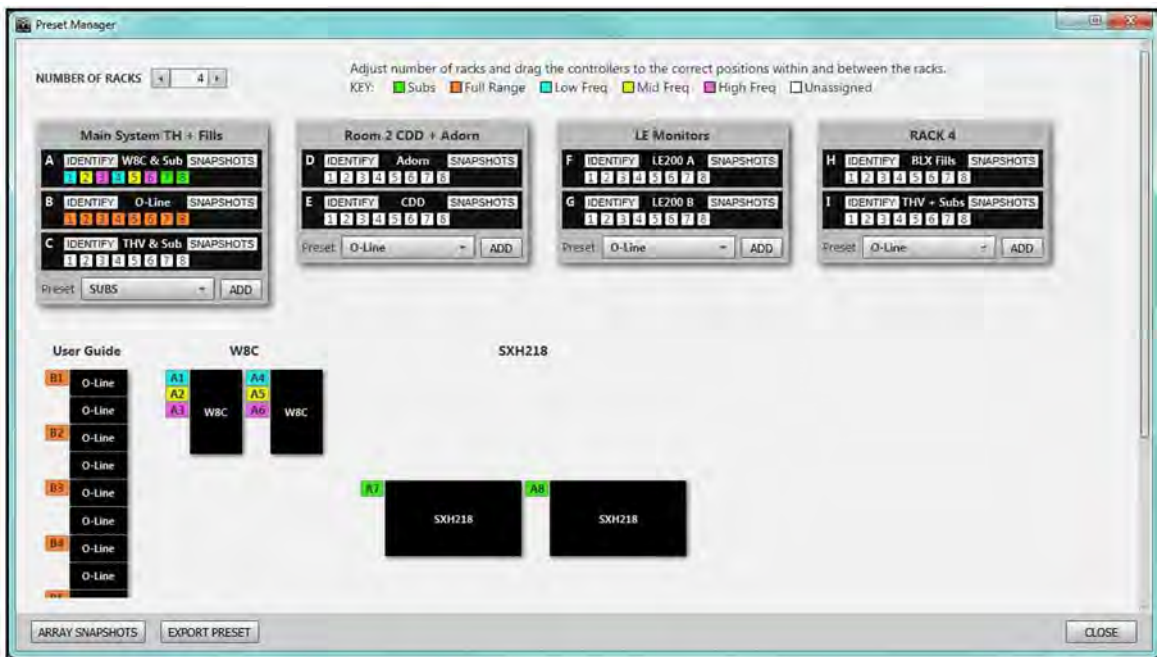 Preset Manager
NUMBER OF RACKS 4
Adjust number of racks and drag the controllers to the correct positions within and between the racks.
KEY: Subs Full Range Low Freq Mid Freq High Freq Unassigned
Main System TH + Fills
A IDENTIFY W8C & Sub SNAPSHOTS
1 2 3 4 5 6 7 8
B IDENTIFY O-Line SNAPSHOTS
1 2 3 4 5 6 7 8
C IDENTIFY THV & Sub SNAPSHOTS
1 2 3 4 5 6 7 8
Preset SUBS ADD
Room 2 CDD + Adorn
D IDENTIFY Adorn SNAPSHOTS
1 2 3 4 5 6 7 8
E IDENTIFY CDD SNAPSHOTS
1 2 3 4 5 6 7 8
Preset O-Line ADD
LE Monitors
F IDENTIFY LE200 A SNAPSHOTS
1 2 3 4 5 6 7 8
G IDENTIFY LE200 B SNAPSHOTS
1 2 3 4 5 6 7 8
Preset O-Line ADD
RACK 4
H IDENTIFY BLX Fills SNAPSHOTS
1 2 3 4 5 6 7 8
I IDENTIFY THV + Subs SNAPSHOTS
1 2 3 4 5 6 7 8
Preset O-Line ADD
User Guide
B1 O-Line
O-Line
B2 O-Line
O-Line
B3 O-Line
O-Line
B4 O-Line
O-Line
W8C
A1
A2
A3
W8C
A4
A5
A6
W8C
SXH218
A7
SXH218
A8
SXH218
ARRAY SNAPSHOTS
EXPORT PRESET
CLOSE